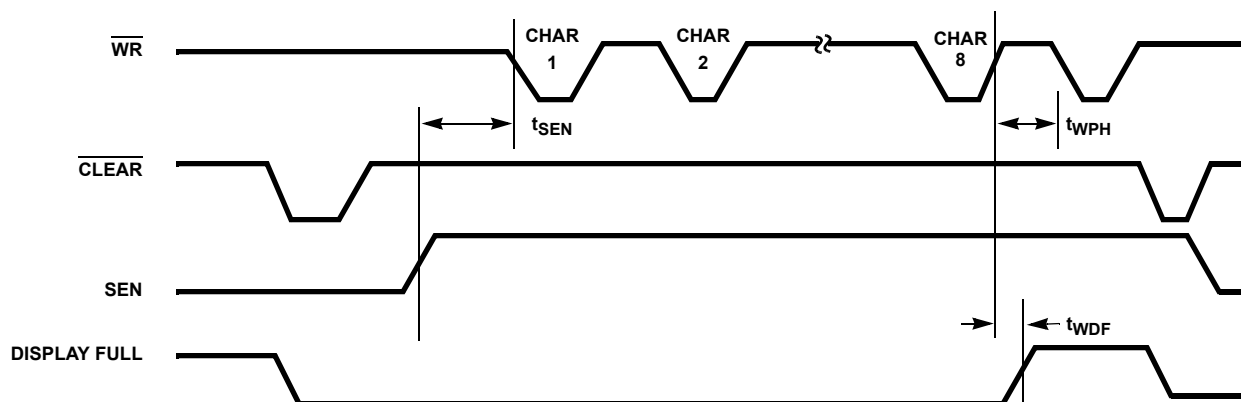 WR
CHAR 1
CHAR 2
CHAR 8
tSEN
tWPH
CLEAR
SEN
tWDF
DISPLAY FULL